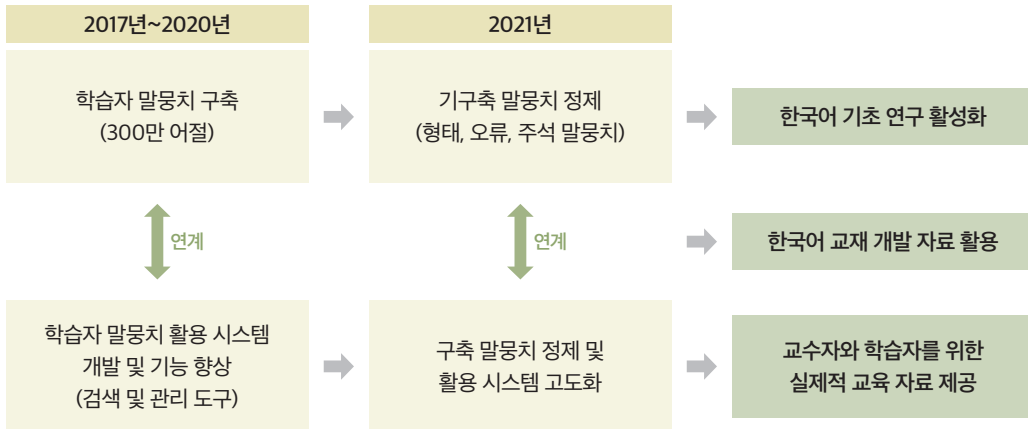 2017년~2020년
2021년
학습자 말뭉치 구축
(300만 어절)
기구축 말뭉치 정제
(형태, 오류, 주석 말뭉치)
한국어 기초 연구 활성화
연계
연계
한국어 교재 개발 자료 활용
학습자 말뭉치 활용 시스템
개발 및 기능 향상
(검색 및 관리 도구)
구축 말뭉치 정제 및
활용 시스템 고도화
교수자와 학습자를 위한
실제적 교육 자료 제공